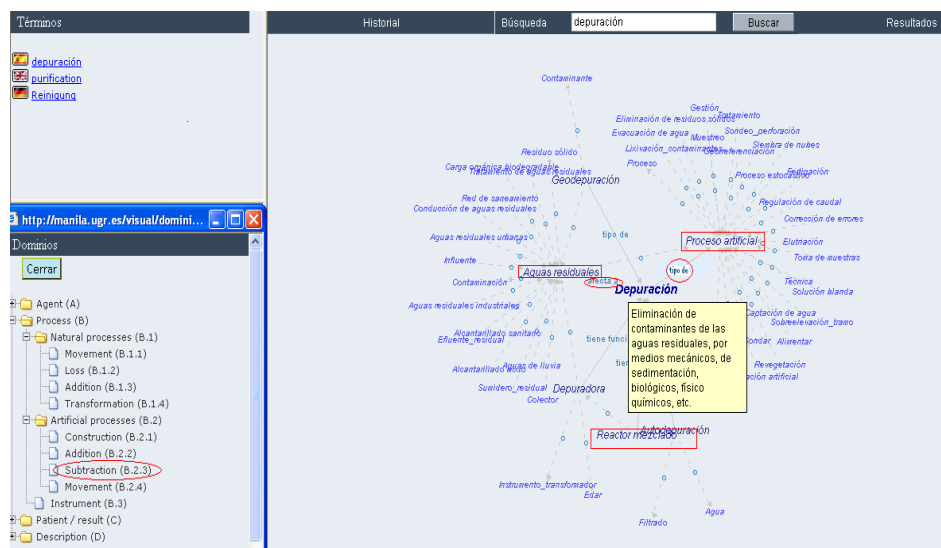 Términos
Historial
Búsqueda
depuración
Buscar
Resultados
depuración
purification
Reinigung
http://manila.ugr.es/visual/domini...
Dominios
Cerrar
Agent (A)
Process (B)
Natural processes (B.1)
Movement (B.1.1)
Loss (B.1.2)
Addition (B.1.3)
Transformation (B.1.4)
Artificial processes (B.2)
Construction (B.2.1)
Addition (B.2.2)
Subtraction (B.2.3)
Movement (B.2.4)
Instrument (B.3)
Patient / result (C)
Description (D)
Contaminante
Gestión
Tratamiento
Eliminación de residuos sólidos
Evacuación de agua
Muestreo
Sondeo_perforación
Siembra de nubes
Lixivación_contaminantes
Georreferenciación
Residuo sólido
Proceso
Carga orgánica biodegradable
Tratamiento de aguas residuales
Geodepuración
Proceso estocástico
Fertigación
Red de saneamiento
Conducción de aguas residuales
Regulación de caudal
Corrección de errores
Aguas residuales urbanas
tipo de
Proceso artificial
Elutriación
Toma de muestras
Influente
Aguas residuales
tipo de
Contaminación
afecta_a
Depuración
Técnica
Solución blanda
Aguas residuales industriales
Captación de agua
Sobreelevación_tramo
Alcantarillado sanitario
Efluente_residual
tiene funci
ondar
Alimentar
Eliminación de
contaminantes de las
aguas residuales, por
medios mecánicos, de
sedimentación,
biológicos, físico
químicos, etc.
Aguas de lluvia
tier
Revegetación
ación artificial
Sumidero_residual
Depuradora
Colector
Autodepuración
Reactor mezclado
Instrumento_transformador
Edar
Agua
Filtrado